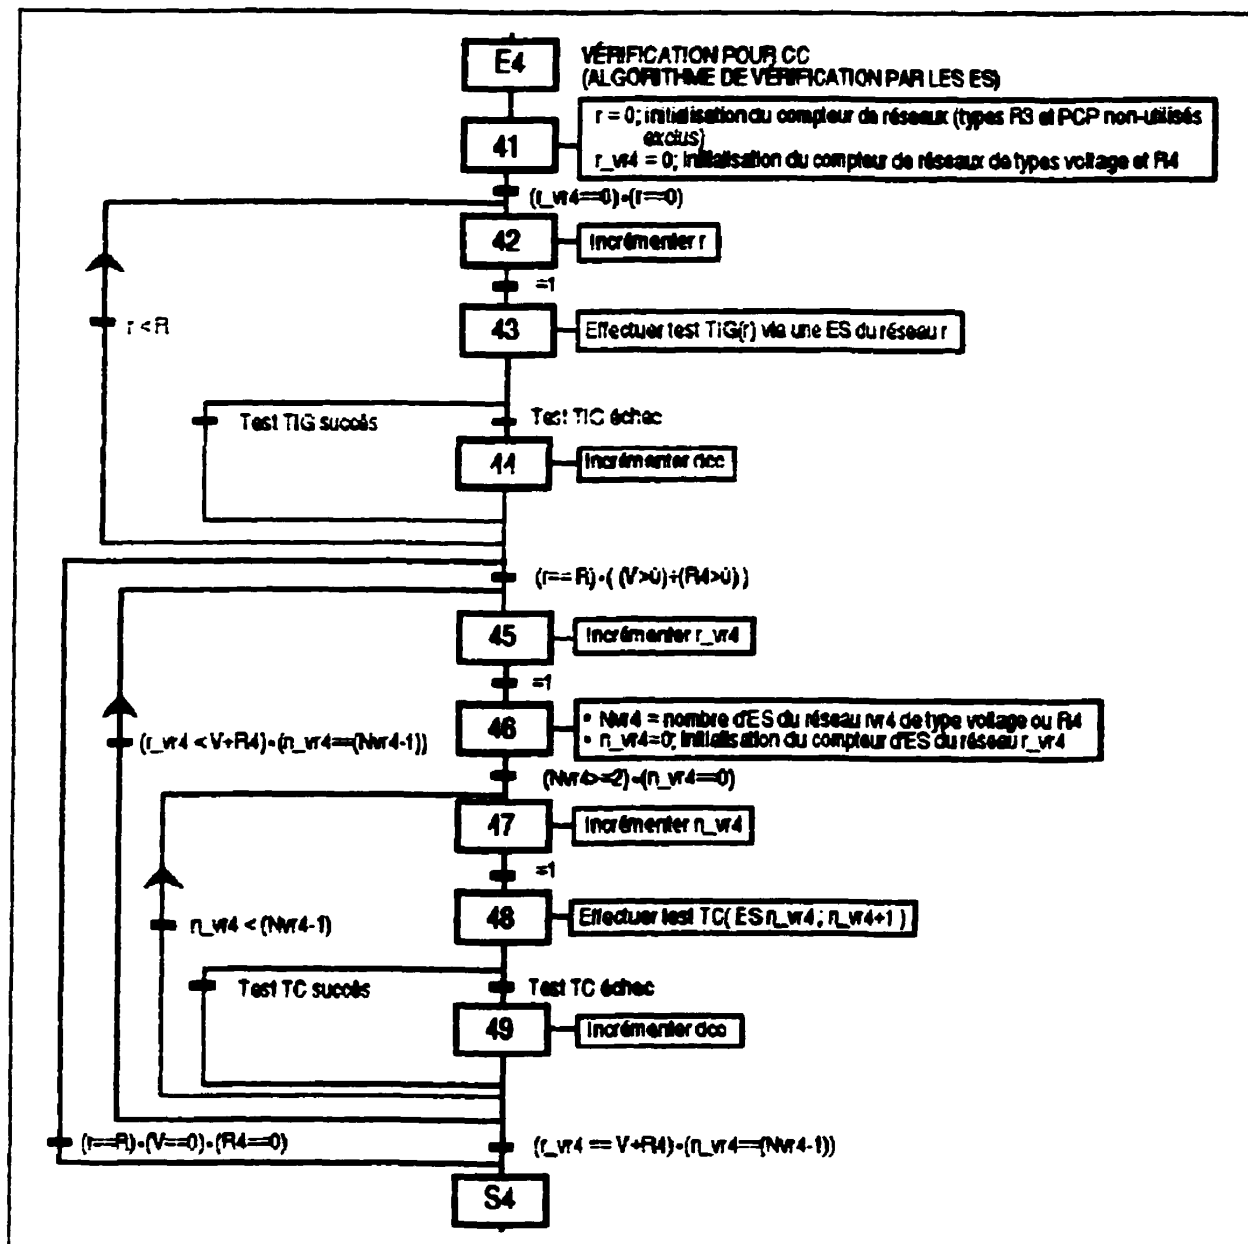 E4
VÉRIFICATION POUR CC
(ALGORITHME DE VÉRIFICATION PAR LES ES)
41
r = 0; initialisation du compteur de réseaux (types R3 et PCP non-utilisés
exclus)
r_vr4 = 0; initialisation du compteur de réseaux de types voltage et R4
(r_vr4==0)•(r==0)
42
Incrémenter r
=1
r < R
43
Effectuer test TIG(r) via une ES du réseau r
Test TIG succès
Test TIG échec
44
Incrémenter dcc
(r==R)•((V>0)+(R4>0))
45
Incrémenter r_vr4
=1
46
• Nvr4 = nombre d'ES du réseau rvr4 de type voltage ou R4
• n_vr4=0; initialisation du compteur d'ES du réseau r_vr4
(r_vr4 < V+R4)•(n_vr4==(Nvr4-1))
(Nvr4>=2)•(n_vr4==0)
47
Incrémenter n_vr4
=1
48
Effectuer test TC( ES n_vr4 ; n_vr4+1 )
n_vr4 < (Nvr4-1)
Test TC succès
Test TC échec
49
Incrémenter dco
(r==R)•(V==0)•(R4==0)
(r_vr4 == V+R4)•(n_vr4==(Nvr4-1))
S4